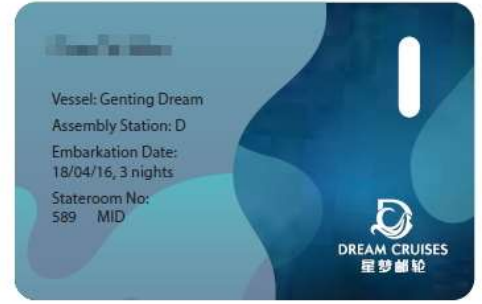 Vessel: Genting Dream
Assembly Station: D
Embarkation Date:
18/04/16, 3 nights
Stateroom No:
589 MID
DREAM CRUISES
星梦邮轮